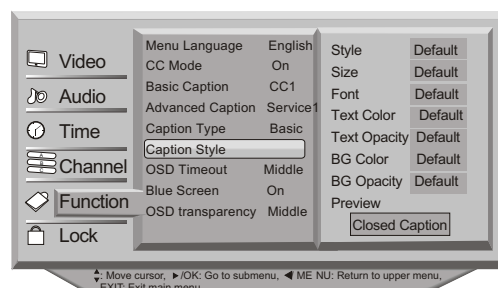 Video
Audio
Time
Channel
Function
Lock
Menu Language English
CC Mode On
Basic Caption CC1
Advanced Caption Service1
Caption Type Basic
Caption Style
OSD Timeout Middle
Blue Screen On
OSD transparency Middle
Style Default
Size Default
Font Default
Text Color Default
Text Opacity Default
BG Color Default
BG Opacity Default
Preview
Closed Caption
: Move cursor, ►/OK: Go to submenu, ◄ ME NU: Return to upper menu,
EXIT: Exit main menu